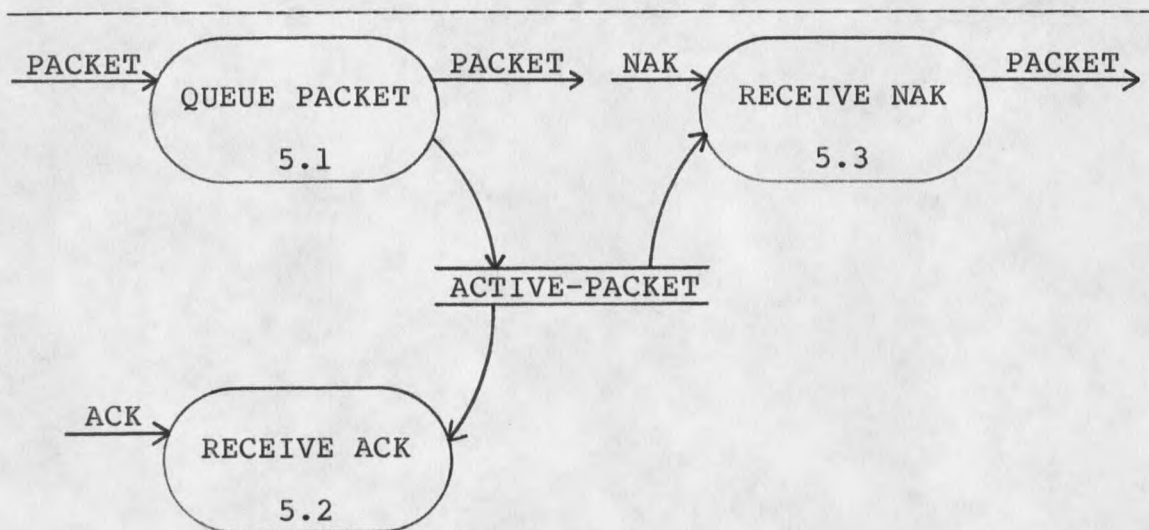 PACKET
QUEUE PACKET
5.1
PACKET
NAK
RECEIVE NAK
5.3
PACKET
ACTIVE-PACKET
ACK
RECEIVE ACK
5.2